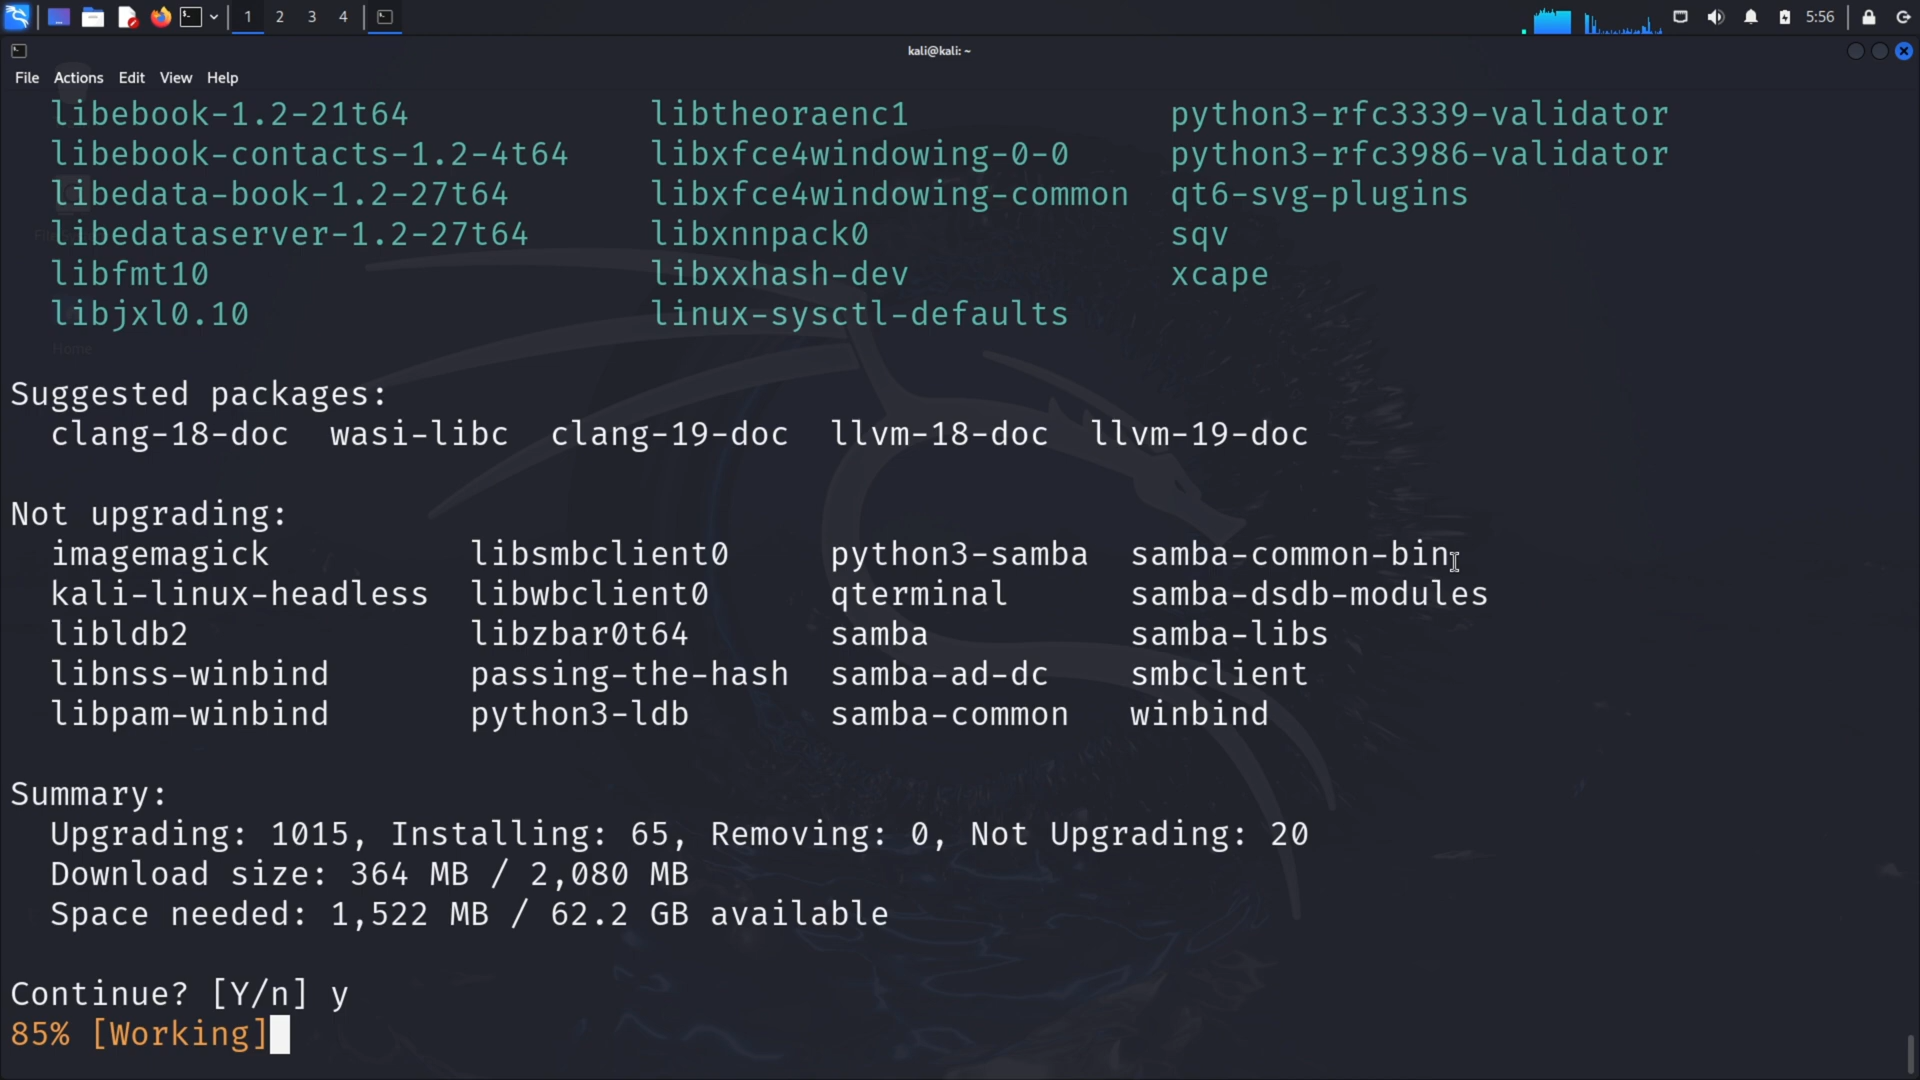 1 2 3 4 5:56
kali@kali: ~
File Actions Edit View Help
libebook-1.2-21t64 libtheoraenc1 python3-rfc3339-validator
libebook-contacts-1.2-4t64 libxfce4windowing-0-0 python3-rfc3986-validator
libedata-book-1.2-27t64 libxfce4windowing-common qt6-svg-plugins
libedataserver-1.2-27t64 libxnnpack0 sqv
libfmt10 libxxhash-dev xcape
libjxl0.10 linux-sysctl-defaults
Home
Suggested packages:
clang-18-doc wasi-libc clang-19-doc llvm-18-doc llvm-19-doc
Not upgrading:
imagemagick libsmbclient0 python3-samba samba-common-bin
kali-linux-headless libwbclient0 qterminal samba-dsdb-modules
libldb2 libzbar0t64 samba samba-libs
libnss-winbind passing-the-hash samba-ad-dc smbclient
libpam-winbind python3-ldb samba-common winbind
Summary:
Upgrading: 1015, Installing: 65, Removing: 0, Not Upgrading: 20
Download size: 364 MB / 2,080 MB
Space needed: 1,522 MB / 62.2 GB available
Continue? [Y/n] y
85% [Working]